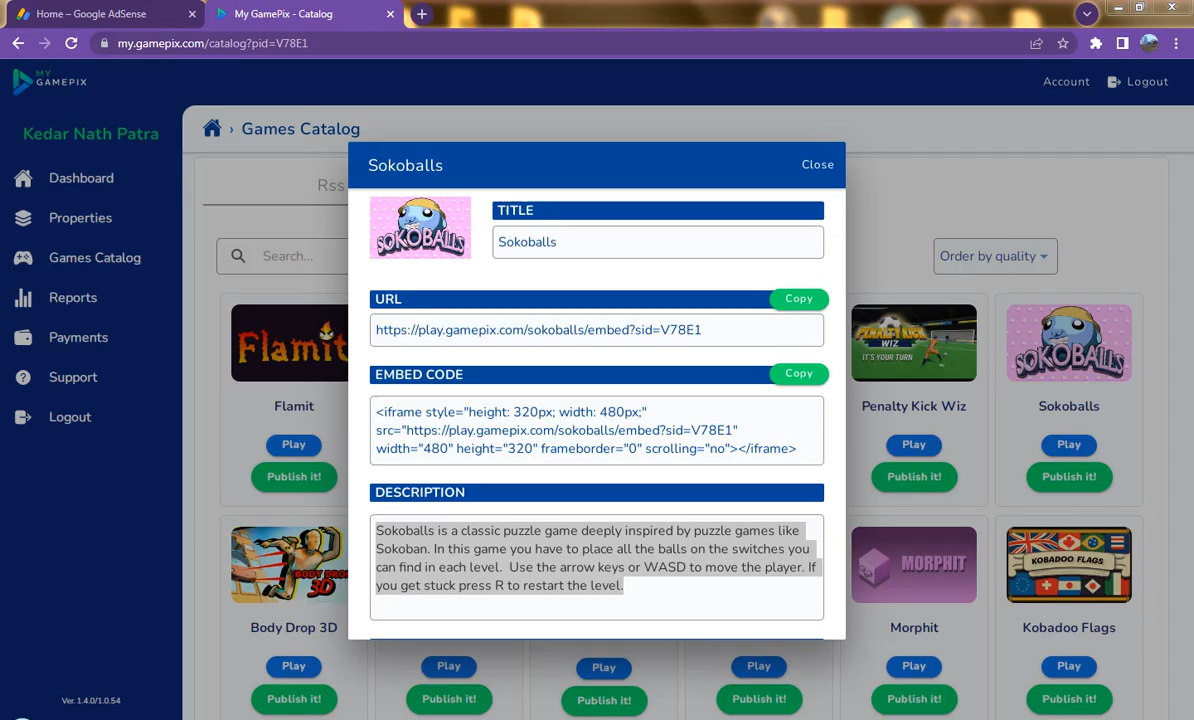 Home – Google AdSense
My GamePix - Catalog
my.gamepix.com/catalog?pid=V78E1
MY
GAMEPIX
Account
Logout
Kedar Nath Patra
Dashboard
Properties
Games Catalog
Reports
Payments
Support
Logout
Ver. 1.4.0/1.0.54
› Games Catalog
Rss
Search...
Order by quality
Sokoballs
Close
SOKOBALLS
TITLE
Sokoballs
URL
Copy
https://play.gamepix.com/sokoballs/embed?sid=V78E1
EMBED CODE
Copy
<iframe style="height: 320px; width: 480px;"
src="https://play.gamepix.com/sokoballs/embed?sid=V78E1"
width="480" height="320" frameborder="0" scrolling="no"></iframe>
DESCRIPTION
Sokoballs is a classic puzzle game deeply inspired by puzzle games like
Sokoban. In this game you have to place all the balls on the switches you
can find in each level.  Use the arrow keys or WASD to move the player. If
you get stuck press R to restart the level.
Flamit
Flamit
Play
Publish it!
PENALTY KICK
WIZ
IT'S YOUR TURN
Penalty Kick Wiz
Play
Publish it!
SOKOBALLS
Sokoballs
Play
Publish it!
BODY DROP
3D
Body Drop 3D
Play
Publish it!
Play
Publish it!
Play
Publish it!
Play
Publish it!
MORPHIT
Morphit
Play
Publish it!
KOBADOO FLAGS
Kobadoo Flags
Play
Publish it!